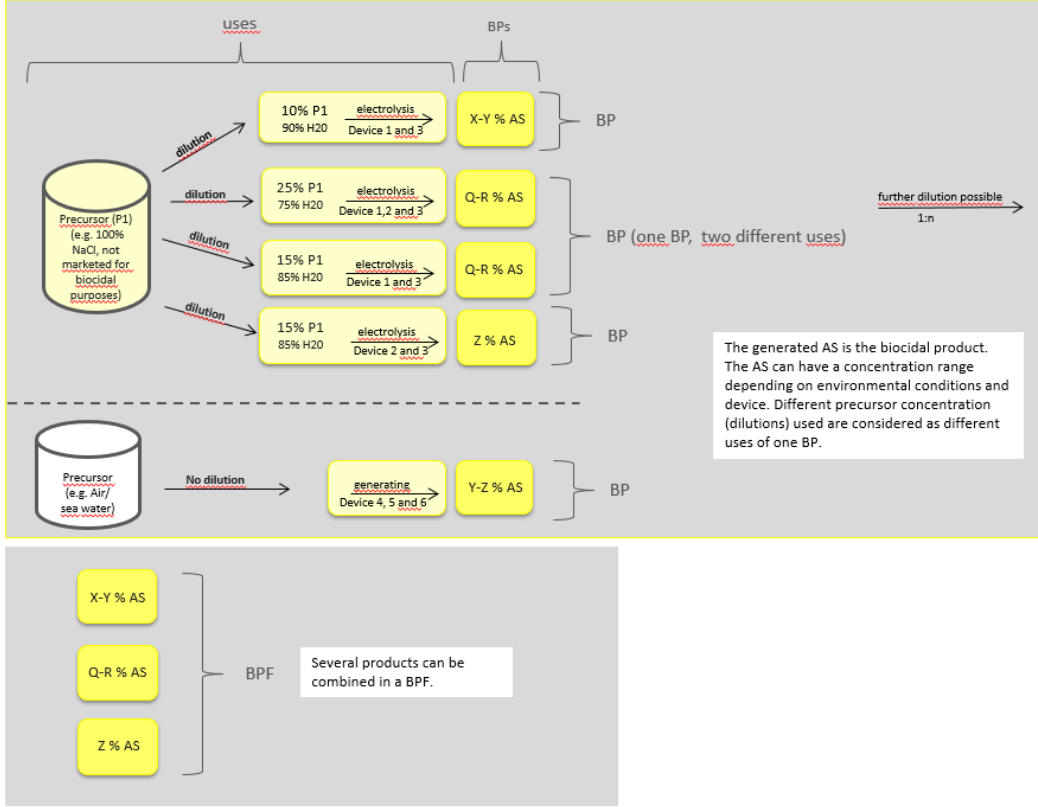 uses
BPs
10% P1
90% H20
electrolysis
Device 1 and 3
X-Y % AS
BP
dilution
25% P1
75% H20
dilution
electrolysis
Device 1,2 and 3
Q-R % AS
further dilution possible
1:n
Precursor (P1)
(e.g. 100%
NaCl, not
marketed for
biocidal
purposes)
dilution
15% P1
85% H20
electrolysis
Device 1 and 3
Q-R % AS
BP (one BP, two different uses)
dilution
15% P1
85% H20
electrolysis
Device 2 and 3
Z % AS
BP
The generated AS is the biocidal product.
The AS can have a concentration range
depending on environmental conditions and
device. Different precursor concentration
(dilutions) used are considered as different
uses of one BP.
Precursor
(e.g. Air/
sea water)
No dilution
generating
Device 4, 5 and 6
Y-Z % AS
BP
X-Y % AS
Q-R % AS
Z % AS
BPF
Several products can be
combined in a BPF.